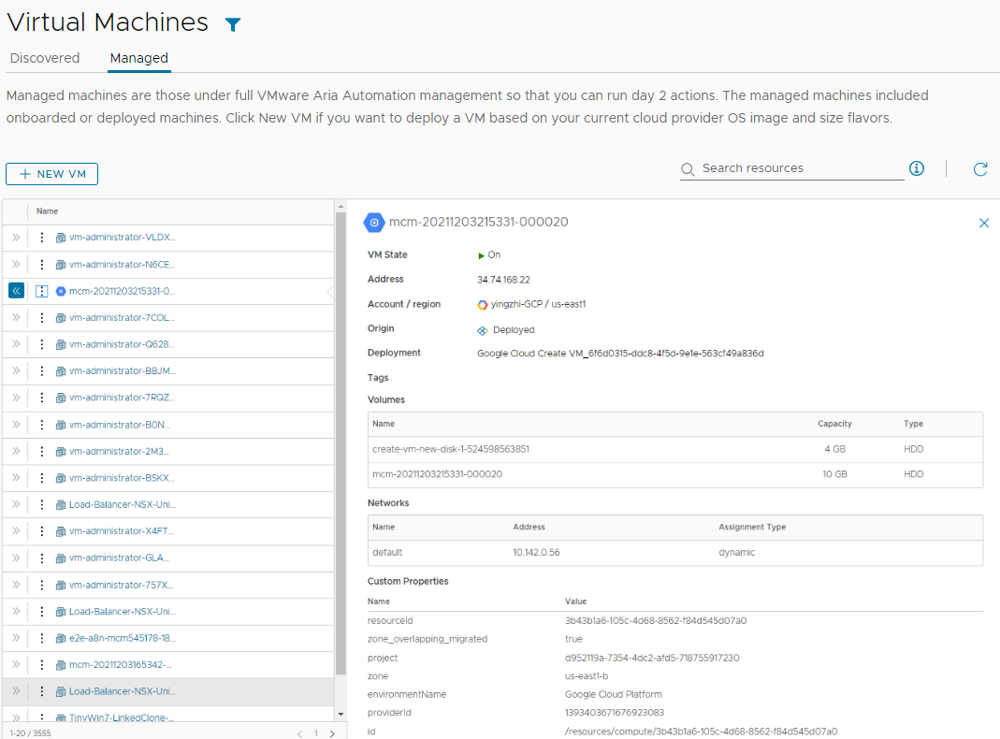 Virtual Machines
Discovered Managed
Managed machines are those under full VMware Aria Automation management so that you can run day 2 actions. The managed machines included
onboarded or deployed machines. Click New VM if you want to deploy a VM based on your current cloud provider OS image and size flavors.
+ NEW VM
Search resources
Name
vm-administrator-VLDX...
vm-administrator-N6CE...
mcm-20211203215331-0...
vm-administrator-7COL...
vm-administrator-Q628...
vm-administrator-BBJM...
vm-administrator-7RQZ...
vm-administrator-B0N...
vm-administrator-2M3...
vm-administrator-BSKX...
Load-Balancer-NSX-Uni...
vm-administrator-X4FT...
vm-administrator-GLA...
vm-administrator-757X...
Load-Balancer-NSX-Uni...
e2e-a8n-mcm545178-18...
mcm-20211203165342-...
Load-Balancer-NSX-Uni...
TinyWin7-LinkedClone-...
1-20 / 3555
1
mcm-20211203215331-000020
VM State On
Address 34.74.168.22
Account / region yingzhi-GCP / us-east1
Origin Deployed
Deployment Google Cloud Create VM_6f6d0315-ddc8-4f5d-9e1e-563cf49a836d
Tags
Volumes
Name Capacity Type
create-vm-new-disk-1-524598563851 4 GB HDD
mcm-20211203215331-000020 10 GB HDD
Networks
Name Address Assignment Type
default 10.142.0.56 dynamic
Custom Properties
Name Value
resourceId 3b43b1a6-105c-4d68-8562-f84d545d07a0
zone_overlapping_migrated true
project d952119a-7354-4dc2-afd5-718755917230
zone us-east1-b
environmentName Google Cloud Platform
providerId 1393403671676923083
id /resources/compute/3b43b1a6-105c-4d68-8562-f84d545d07a0